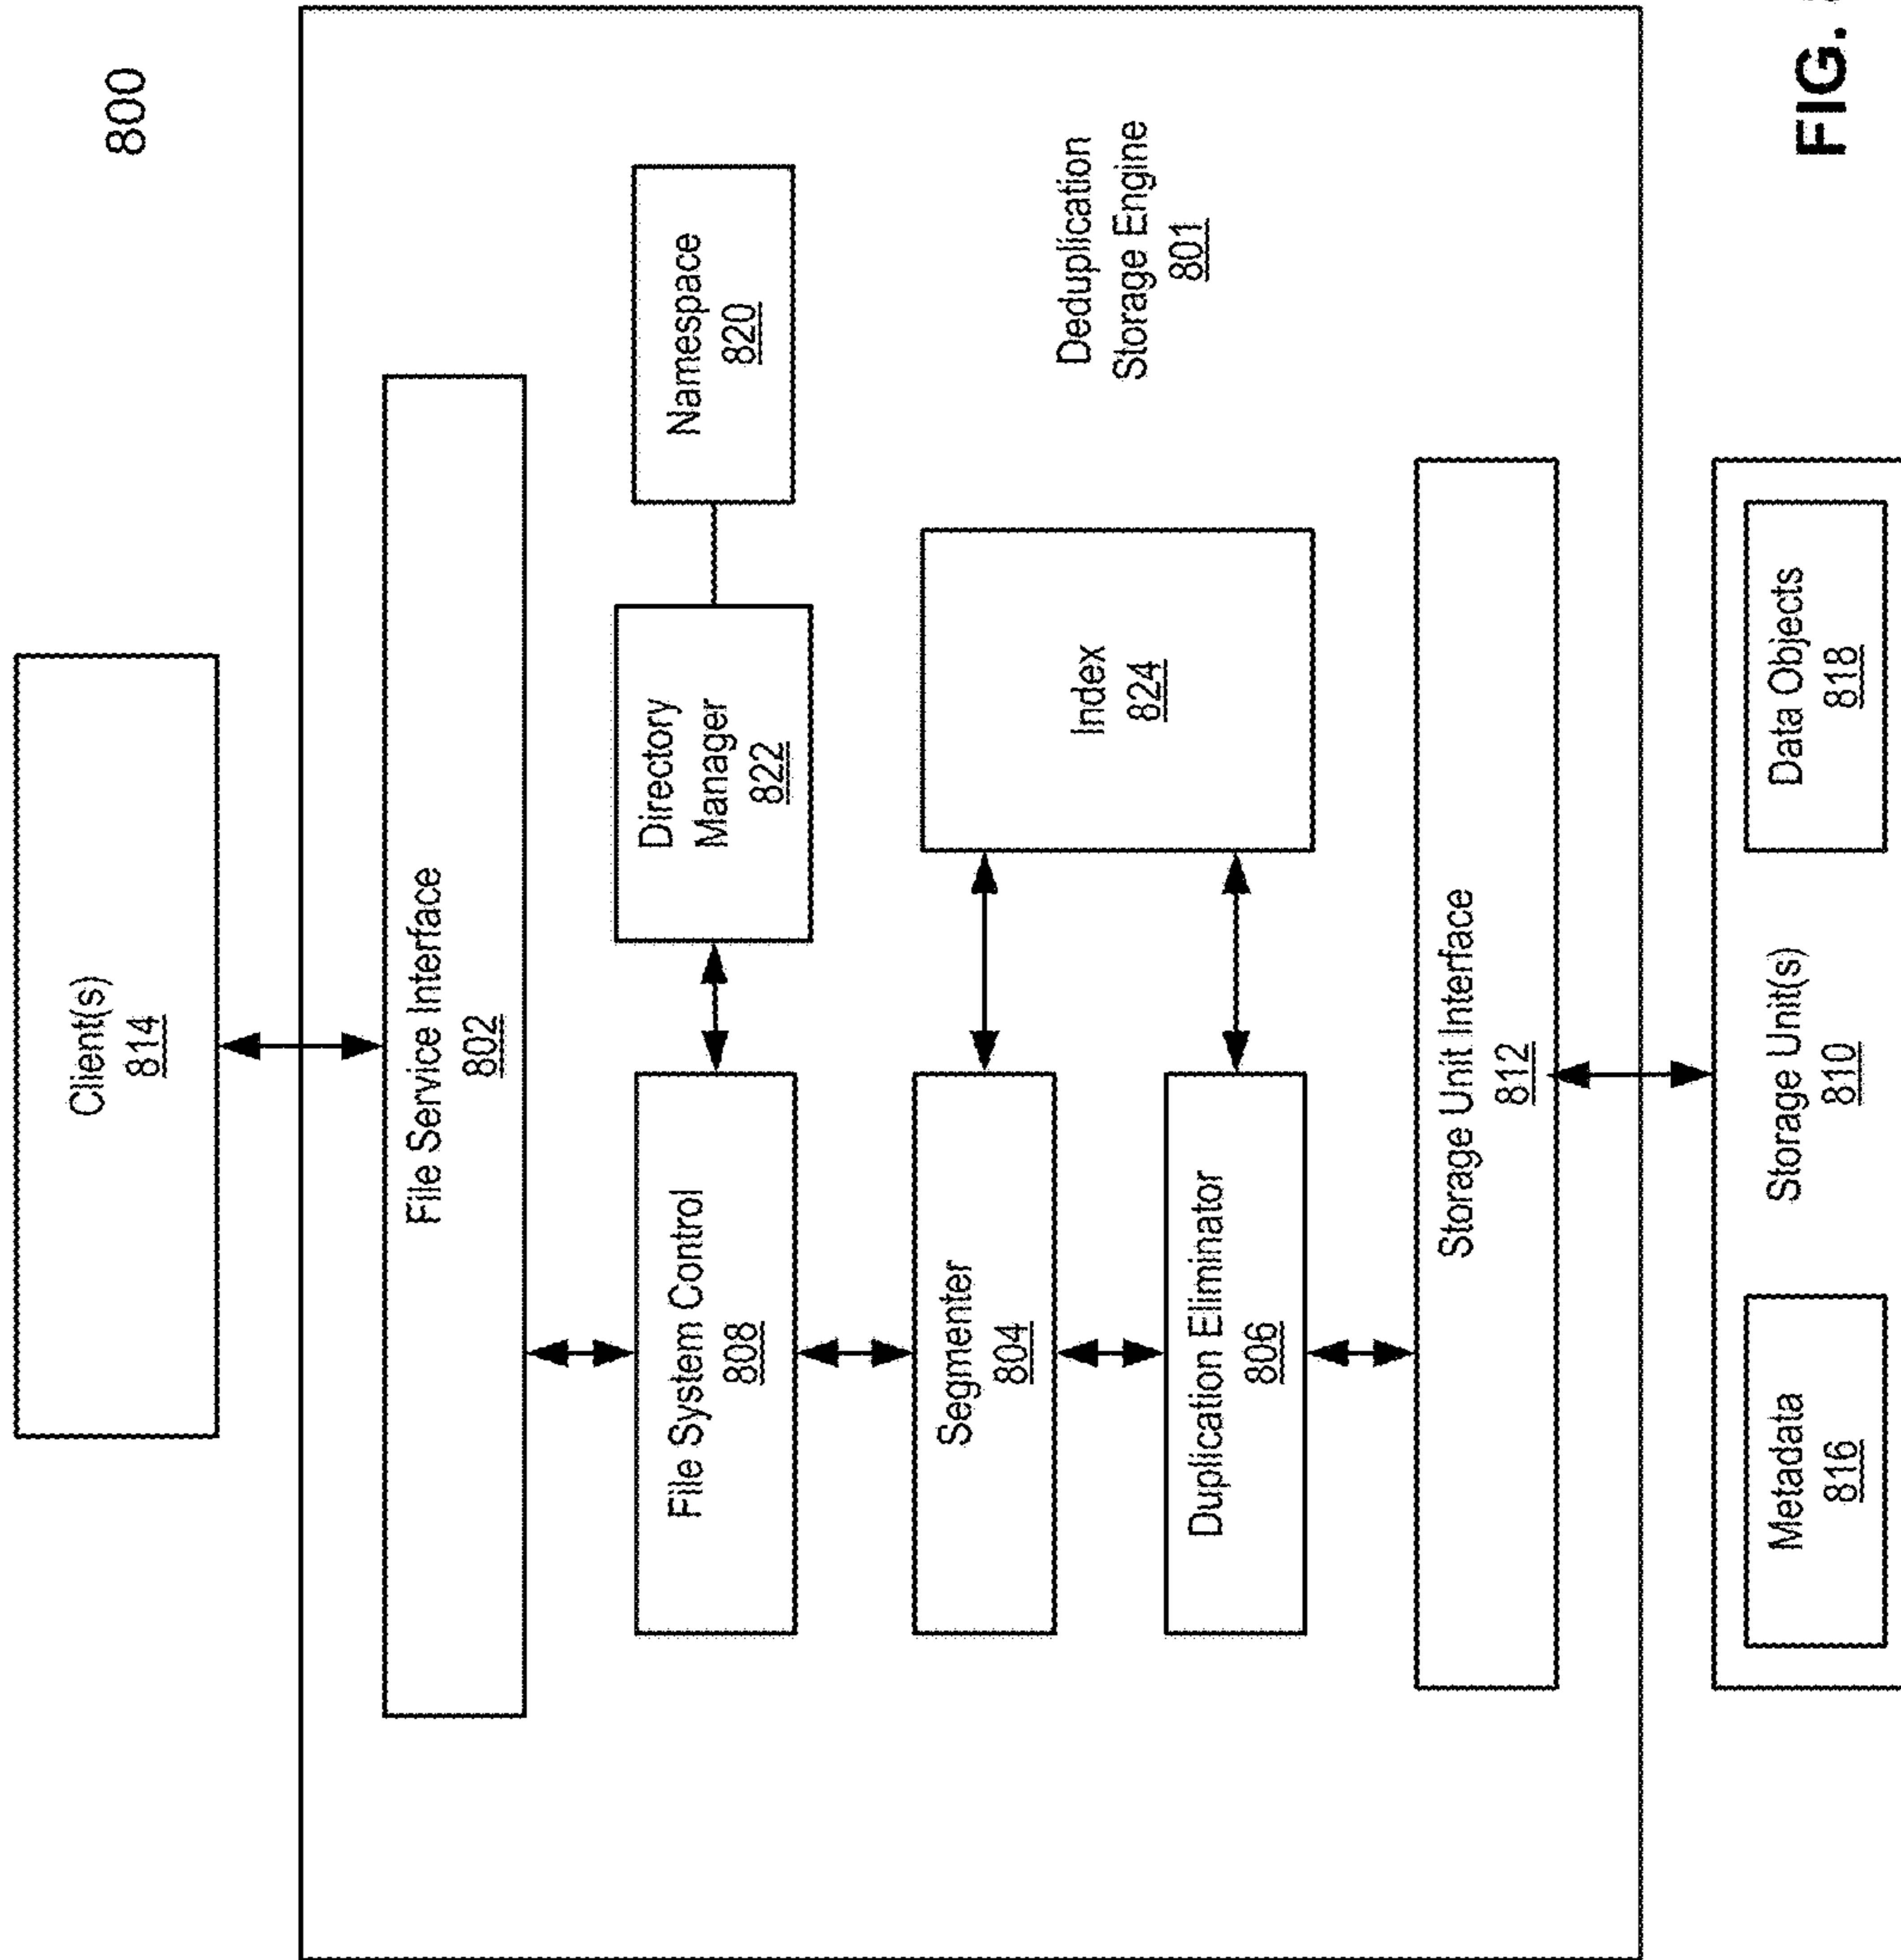 800
Client(s)
814
File Service Interface
802
File System Control
808
Directory
Manager
822
Namespace
820
Segmenter
804
Index
824
Duplication Eliminator
806
Deduplication
Storage Engine
801
Storage Unit Interface
812
Metadata
816
Storage Unit(s)
810
Data Objects
818
FIG.